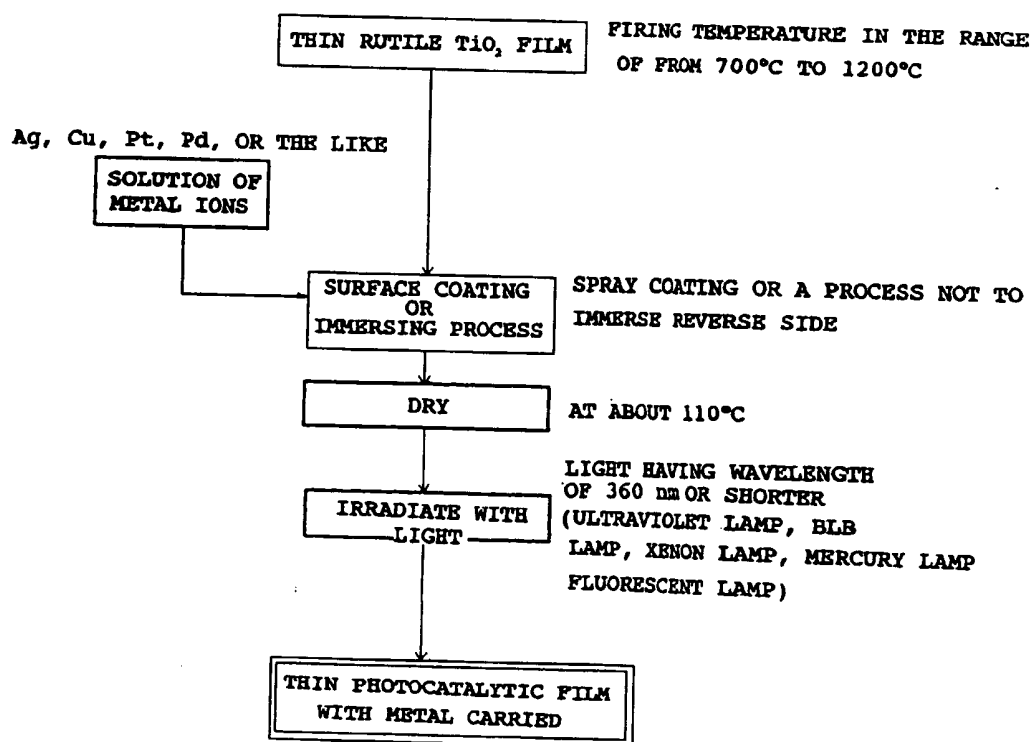 THIN RUTILE TiO₂ FILM
FIRING TEMPERATURE IN THE RANGE
OF FROM 700°C TO 1200°C
Ag, Cu, Pt, Pd, OR THE LIKE
SOLUTION OF
METAL IONS
SURFACE COATING
OR
IMMERSING PROCESS
SPRAY COATING OR A PROCESS NOT TO
IMMERSE REVERSE SIDE
DRY
AT ABOUT 110°C
IRRADIATE WITH
LIGHT
LIGHT HAVING WAVELENGTH
OF 360 nm OR SHORTER
(ULTRAVIOLET LAMP, BLB
LAMP, XENON LAMP, MERCURY LAMP
FLUORESCENT LAMP)
THIN PHOTOCATALYTIC FILM
WITH METAL CARRIED